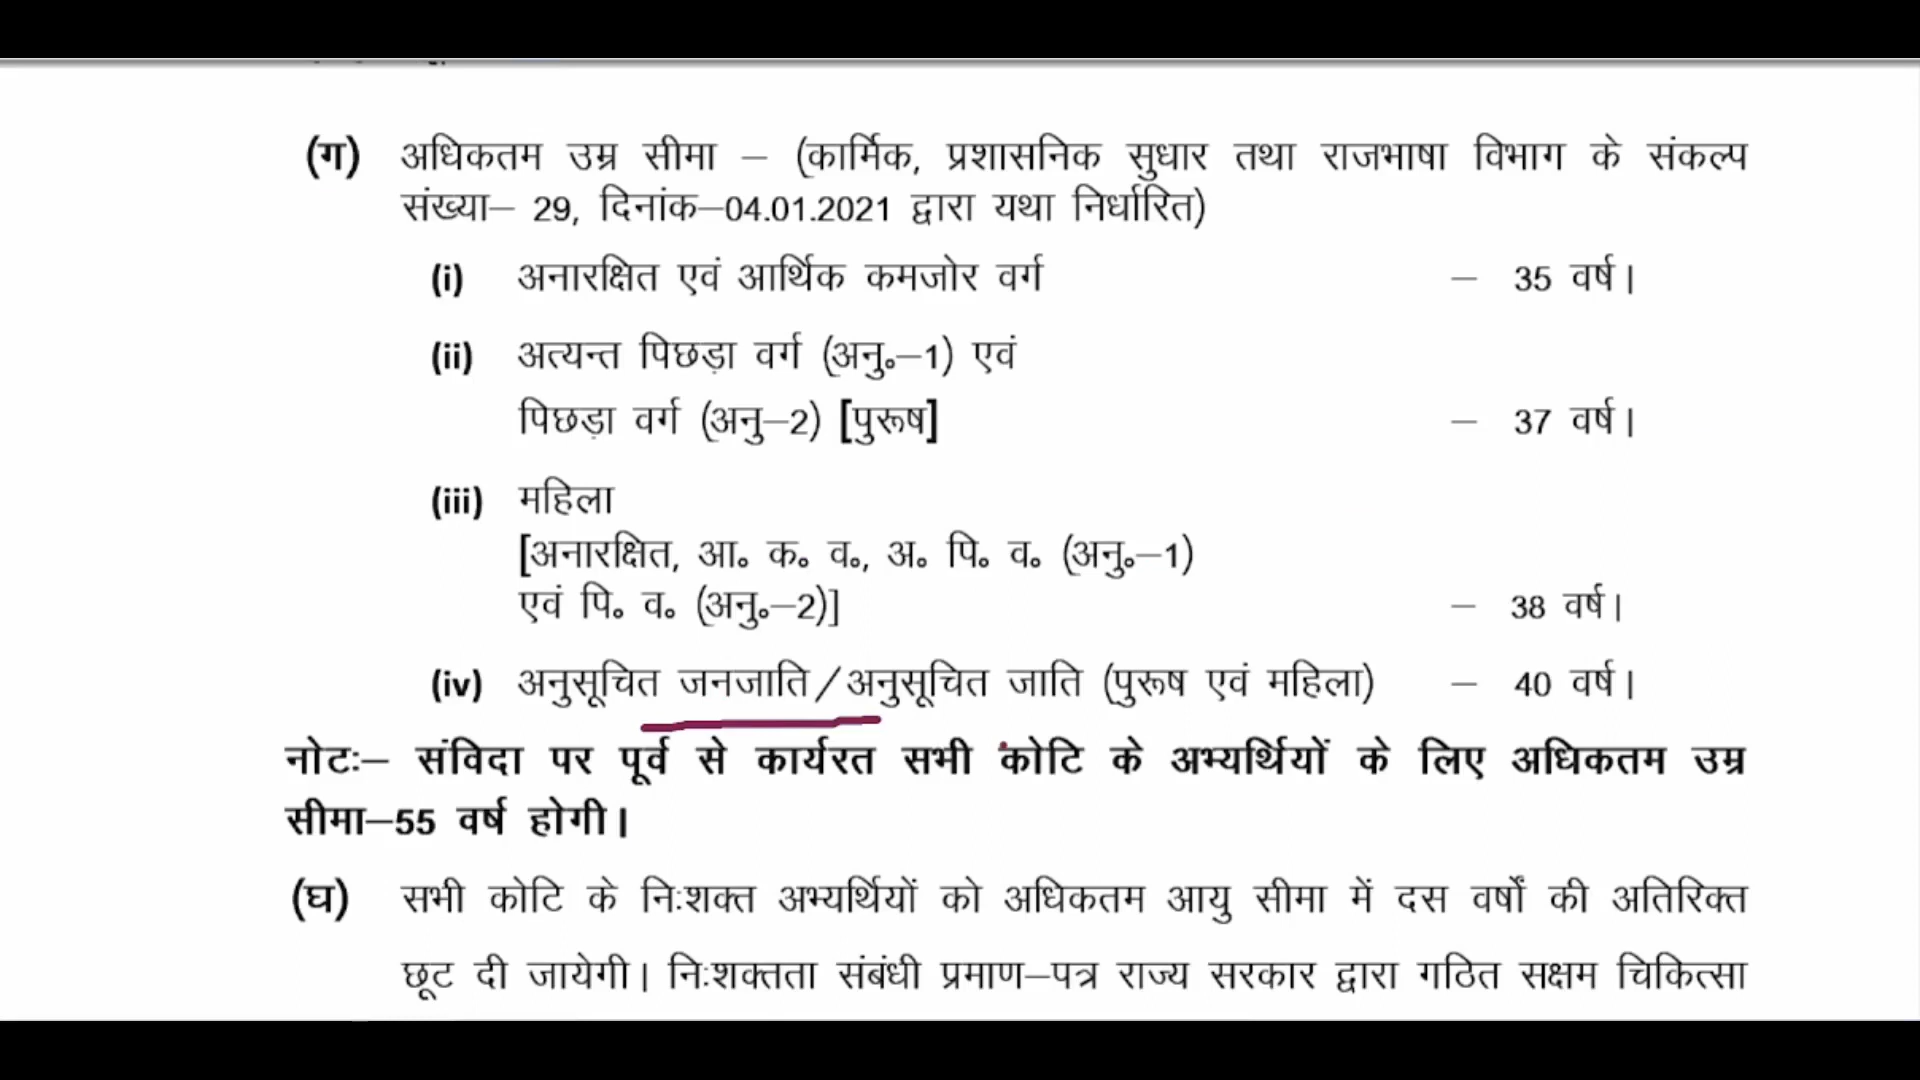 (ग) अधिकतम उम्र सीमा – (कार्मिक, प्रशासनिक सुधार तथा राजभाषा विभाग के संकल्प
संख्या– 29, दिनांक–04.01.2021 द्वारा यथा निर्धारित)
(i) अनारक्षित एवं आर्थिक कमजोर वर्ग – 35 वर्ष।
(ii) अत्यन्त पिछड़ा वर्ग (अनु॰–1) एवं
पिछड़ा वर्ग (अनु–2) [पुरूष] – 37 वर्ष।
(iii) महिला
[अनारक्षित, आ॰ क॰ व॰, अ॰ पि॰ व॰ (अनु॰–1)
एवं पि॰ व॰ (अनु॰–2)] – 38 वर्ष।
(iv) अनुसूचित जनजाति/अनुसूचित जाति (पुरूष एवं महिला) – 40 वर्ष।
नोटः– संविदा पर पूर्व से कार्यरत सभी कोटि के अभ्यर्थियों के लिए अधिकतम उम्र
सीमा–55 वर्ष होगी।
(घ) सभी कोटि के निःशक्त अभ्यर्थियों को अधिकतम आयु सीमा में दस वर्षों की अतिरिक्त
छूट दी जायेगी। निःशक्तता संबंधी प्रमाण–पत्र राज्य सरकार द्वारा गठित सक्षम चिकित्सा